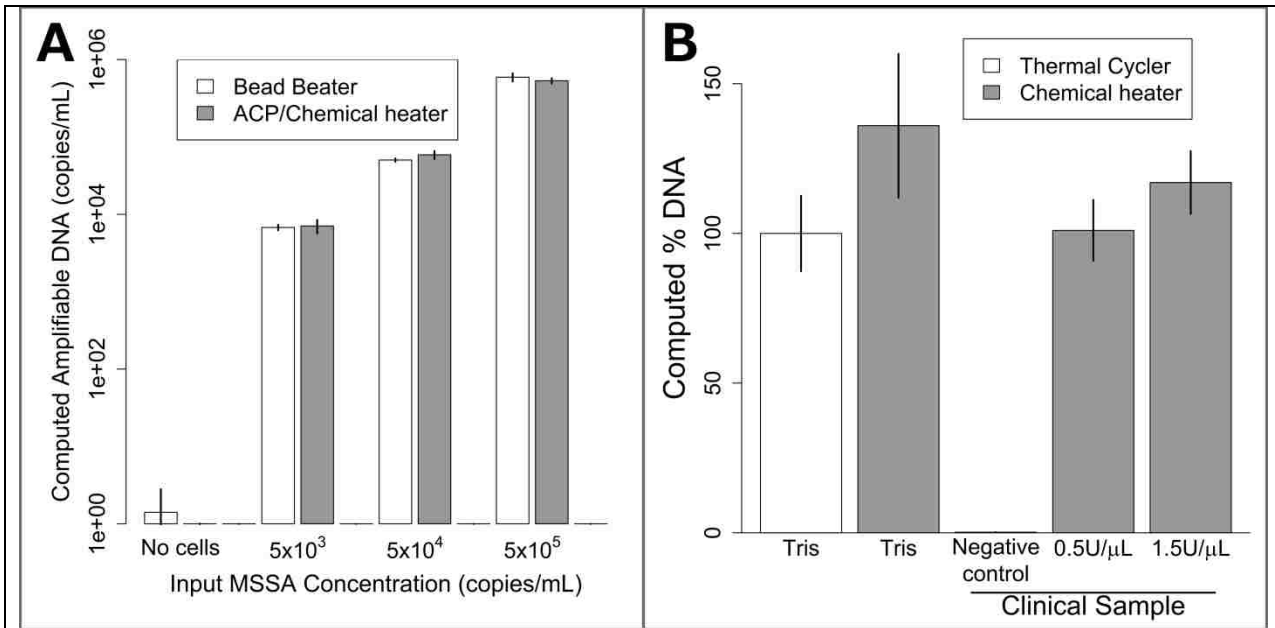 A
Computed Amplifiable DNA (copies/mL)
1e+06
1e+04
1e+02
1e+00
Bead Beater
ACP/Chemical heater
No cells
5x10³
5x10⁴
5x10⁵
Input MSSA Concentration (copies/mL)
B
Computed % DNA
150
100
50
0
Thermal Cycler
Chemical heater
Tris
Tris
Negative
control
0.5U/μL
1.5U/μL
Clinical Sample